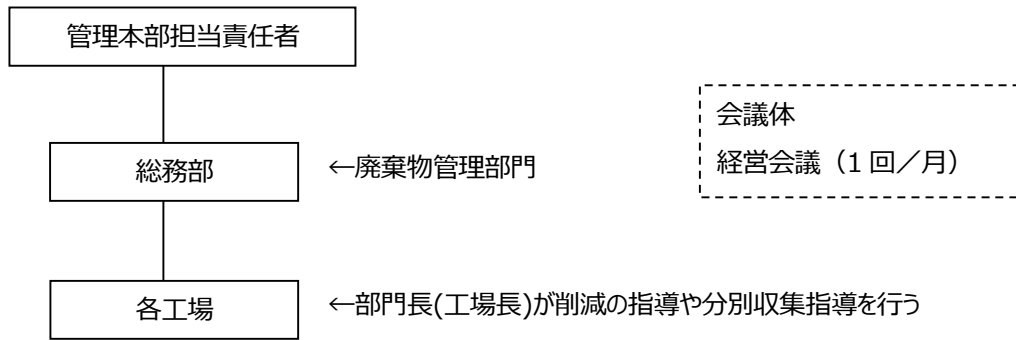 管理本部担当責任者
会議体
経営会議（1回／月）
総務部
←廃棄物管理部門
各工場
←部門長(工場長)が削減の指導や分別収集指導を行う